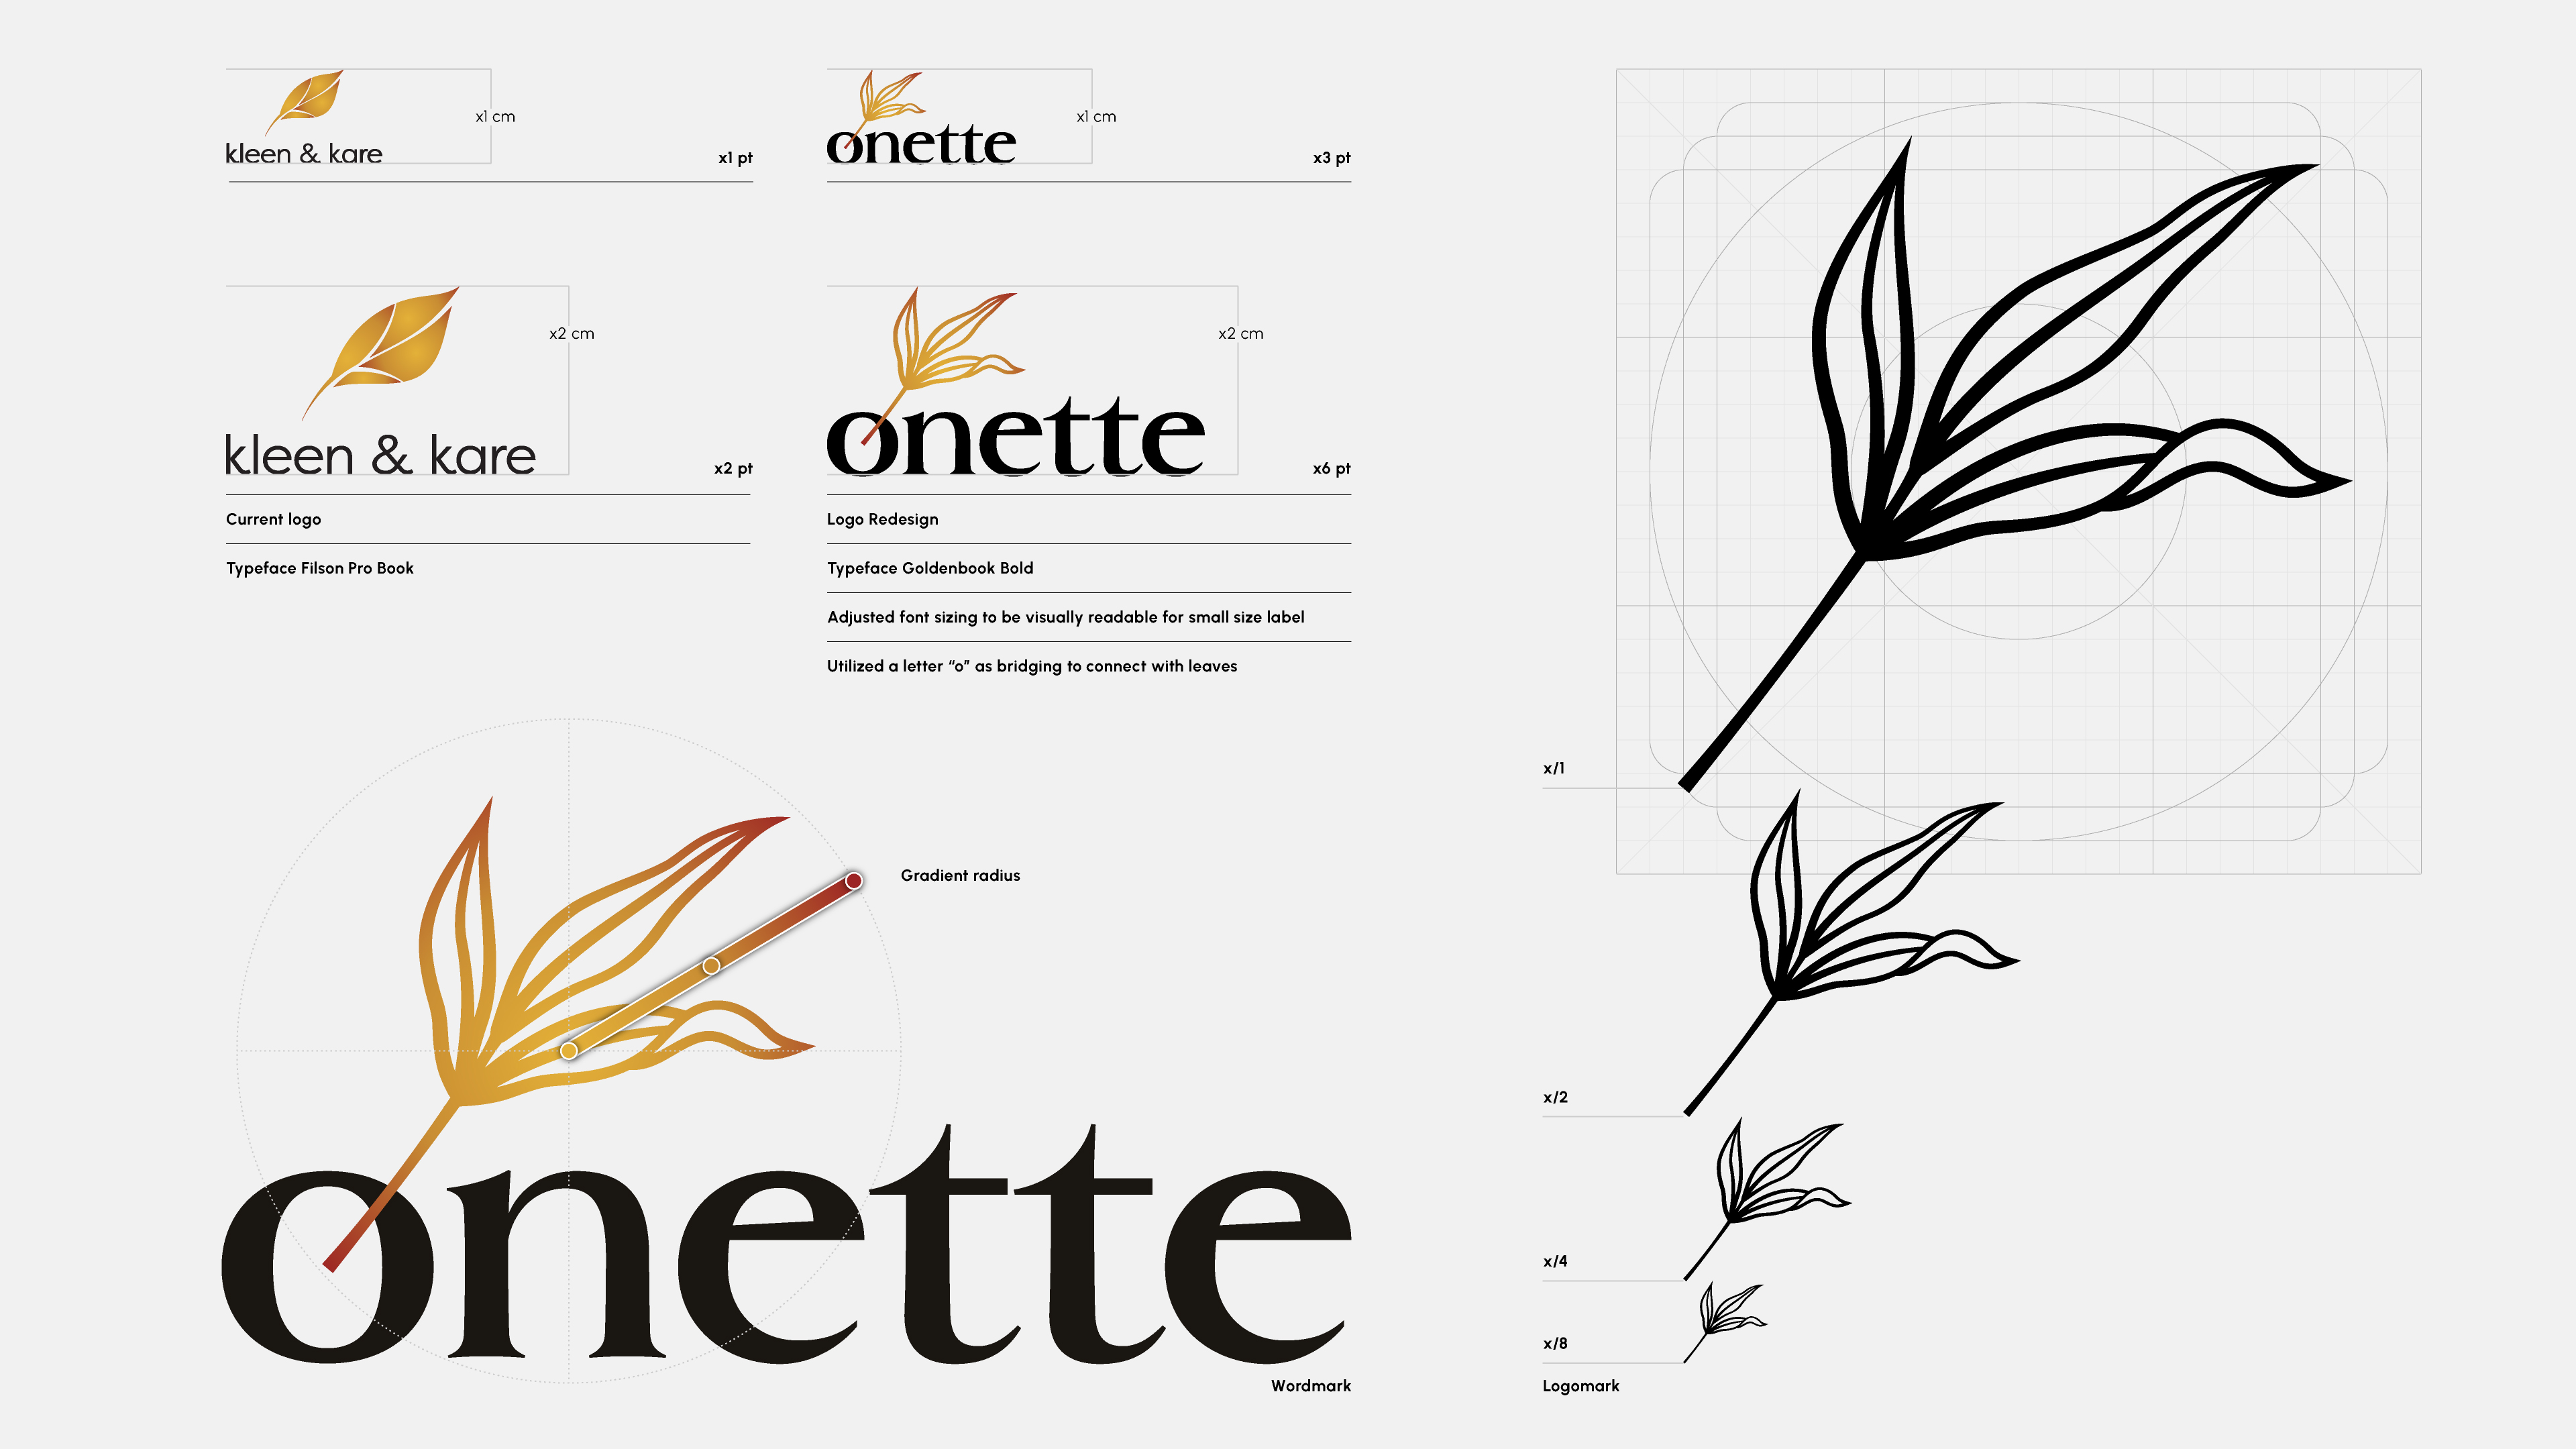 x1 cm
kleen & kare
x1 pt
x1 cm
onette
x3 pt
x2 cm
kleen & kare
x2 pt
Current logo
Typeface Filson Pro Book
x2 cm
onette
x6 pt
Logo Redesign
Typeface Goldenbook Bold
Adjusted font sizing to be visually readable for small size label
Utilized a letter “o” as bridging to connect with leaves
Gradient radius
onette
Wordmark
x/1
x/2
x/4
x/8
Logomark